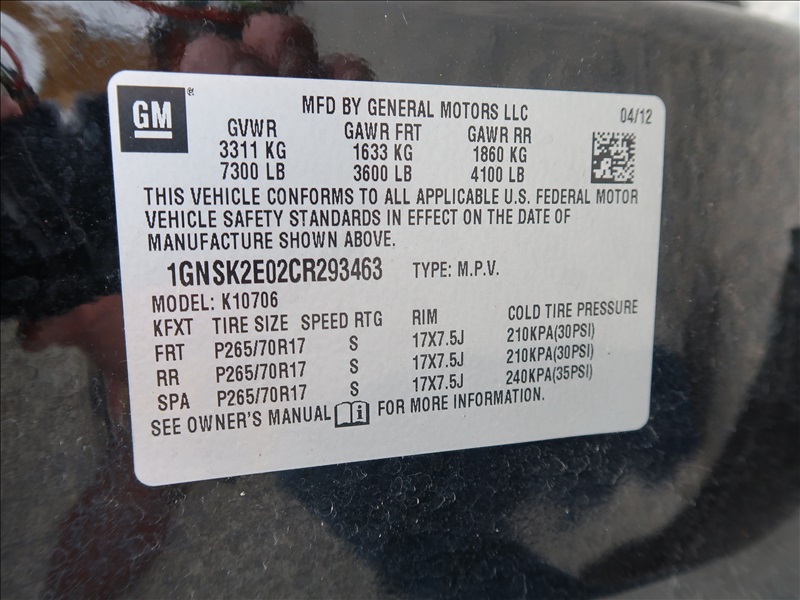 GM®
MFD BY GENERAL MOTORS LLC 04/12
GVWR GAWR FRT GAWR RR
3311 KG 1633 KG 1860 KG
7300 LB 3600 LB 4100 LB
THIS VEHICLE CONFORMS TO ALL APPLICABLE U.S. FEDERAL MOTOR
VEHICLE SAFETY STANDARDS IN EFFECT ON THE DATE OF
MANUFACTURE SHOWN ABOVE.
1GNSK2E02CR293463 TYPE: M.P.V.
MODEL: K10706
KFXT TIRE SIZE SPEED RTG RIM COLD TIRE PRESSURE
FRT P265/70R17 S 17X7.5J 210KPA(30PSI)
RR P265/70R17 S 17X7.5J 210KPA(30PSI)
SPA P265/70R17 S 17X7.5J 240KPA(35PSI)
SEE OWNER'S MANUAL FOR MORE INFORMATION.